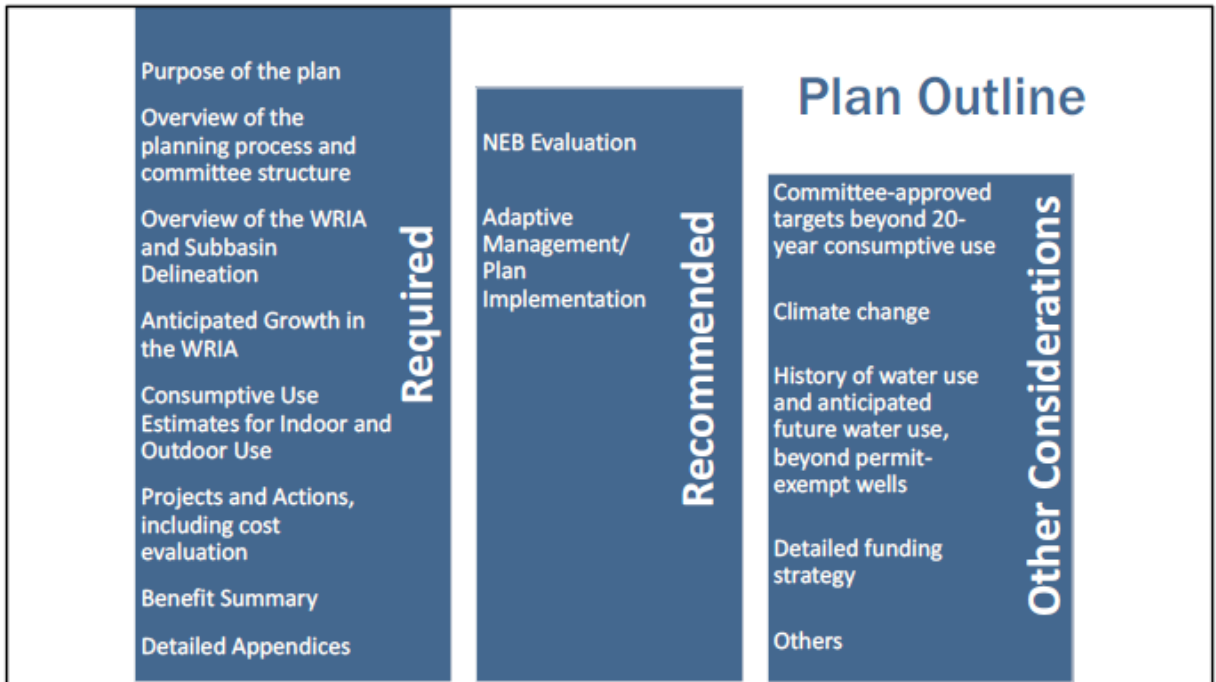 Plan Outline
Purpose of the plan
Overview of the
planning process and
committee structure
Overview of the WRIA
and Subbasin
Delineation
Anticipated Growth in
the WRIA
Consumptive Use
Estimates for Indoor and
Outdoor Use
Projects and Actions,
including cost
evaluation
Benefit Summary
Detailed Appendices
Required
NEB Evaluation
Adaptive
Management/
Plan
Implementation
Recommended
Committee-approved
targets beyond 20-
year consumptive use
Climate change
History of water use
and anticipated
future water use,
beyond permit-
exempt wells
Detailed funding
strategy
Others
Other Considerations